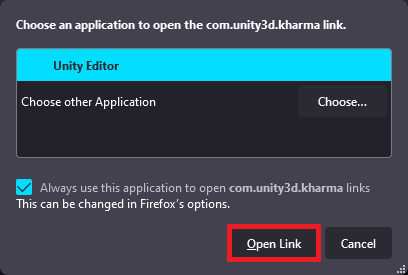 Choose an application to open the com.unity3d.kharma link.
Unity Editor
Choose other Application
Choose...
Always use this application to open com.unity3d.kharma links
This can be changed in Firefox's options.
Open Link
Cancel